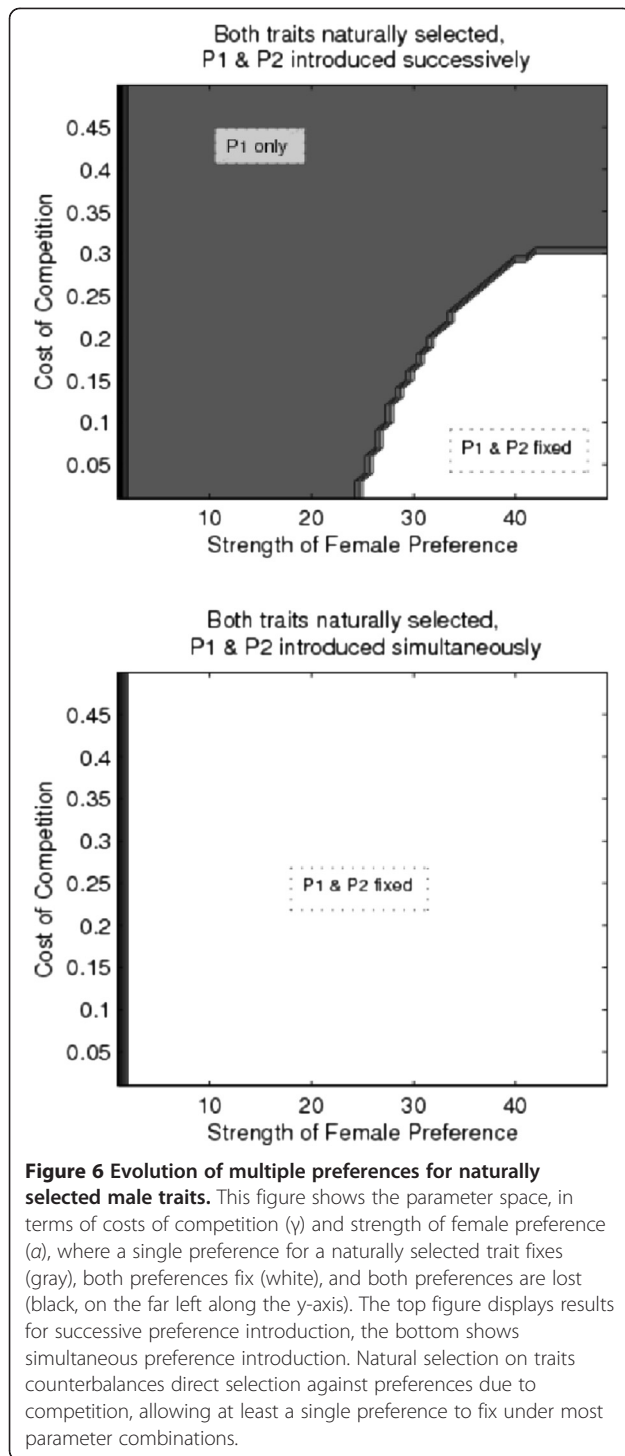 Both traits naturally selected,
P1 & P2 introduced successively
0.45
0.4
0.35
0.3
0.25
0.2
0.15
0.1
0.05
Cost of Competition
P1 only
P1 & P2 fixed
10 20 30 40
Strength of Female Preference
Both traits naturally selected,
P1 & P2 introduced simultaneously
0.45
0.4
0.35
0.3
0.25
0.2
0.15
0.1
0.05
Cost of Competition
P1 & P2 fixed
10 20 30 40
Strength of Female Preference
Figure 6 Evolution of multiple preferences for naturally
selected male traits. This figure shows the parameter space, in
terms of costs of competition (γ) and strength of female preference
(α), where a single preference for a naturally selected trait fixes
(gray), both preferences fix (white), and both preferences are lost
(black, on the far left along the y-axis). The top figure displays results
for successive preference introduction, the bottom shows
simultaneous preference introduction. Natural selection on traits
counterbalances direct selection against preferences due to
competition, allowing at least a single preference to fix under most
parameter combinations.